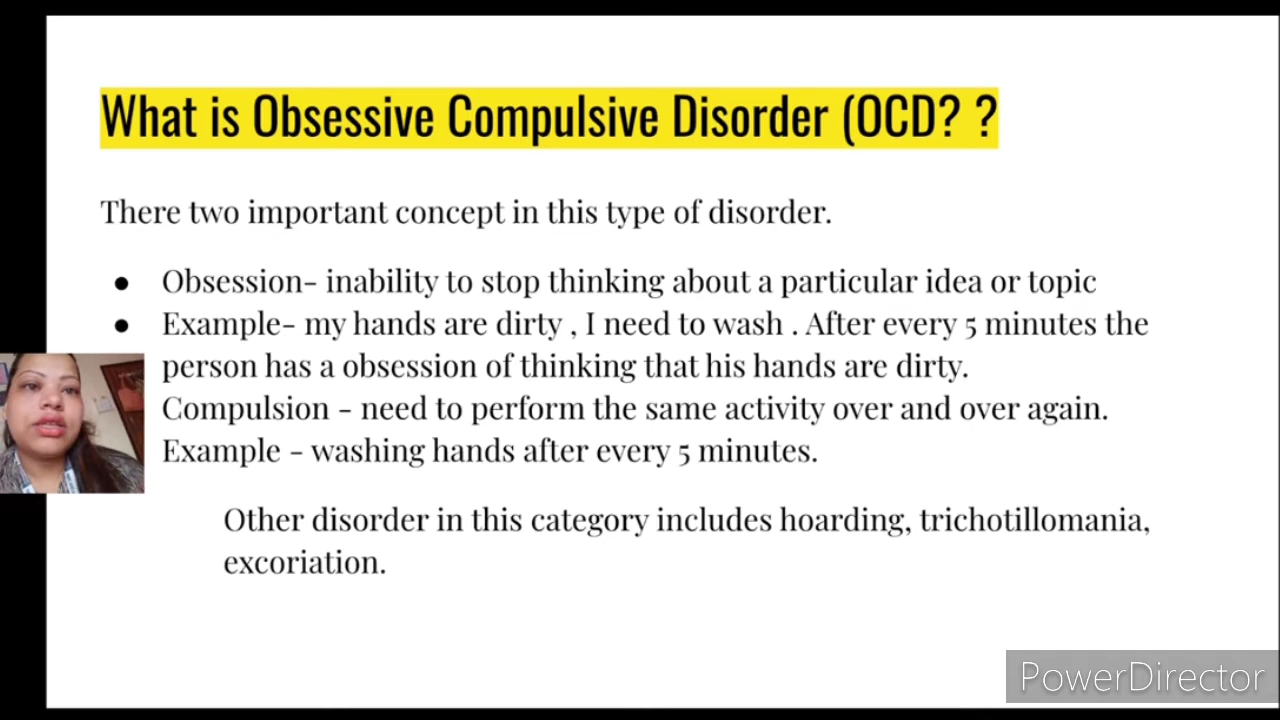 What is Obsessive Compulsive Disorder (OCD? ?
There two important concept in this type of disorder.
● Obsession- inability to stop thinking about a particular idea or topic
● Example- my hands are dirty , I need to wash . After every 5 minutes the
person has a obsession of thinking that his hands are dirty.
Compulsion - need to perform the same activity over and over again.
Example - washing hands after every 5 minutes.
Other disorder in this category includes hoarding, trichotillomania,
excoriation.
PowerDirector